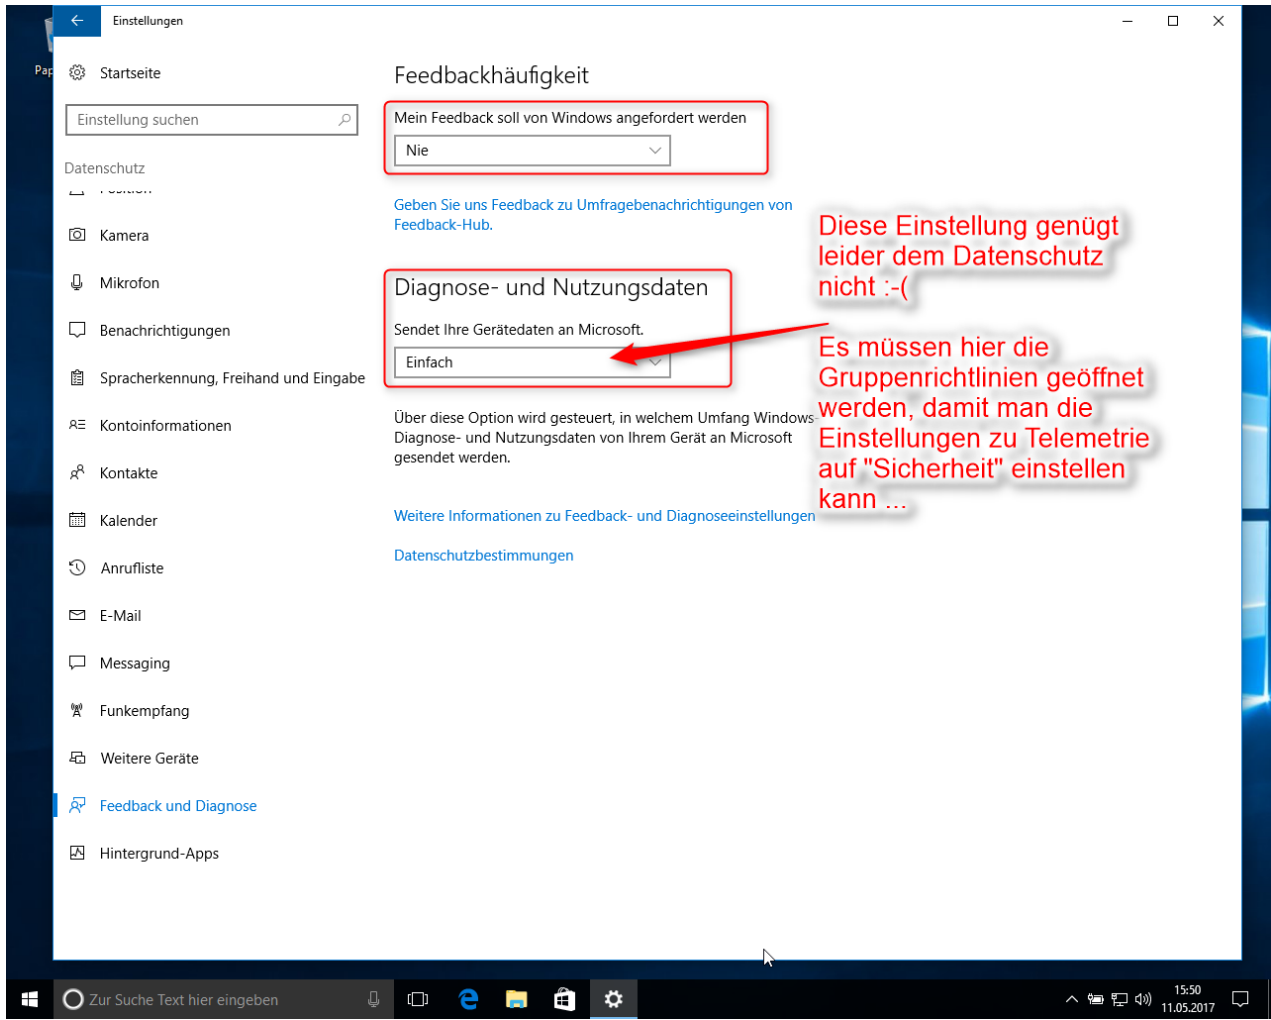 Einstellungen
Pap
Startseite
Einstellung suchen
Datenschutz
Position
Kamera
Mikrofon
Benachrichtigungen
Spracherkennung, Freihand und Eingabe
Kontoinformationen
Kontakte
Kalender
Anrufliste
E-Mail
Messaging
Funkempfang
Weitere Geräte
Feedback und Diagnose
Hintergrund-Apps
Feedbackhäufigkeit
Mein Feedback soll von Windows angefordert werden
Nie
Geben Sie uns Feedback zu Umfragebenachrichtigungen von
Feedback-Hub.
Diagnose- und Nutzungsdaten
Sendet Ihre Gerätedaten an Microsoft.
Einfach
Über diese Option wird gesteuert, in welchem Umfang Windows-
Diagnose- und Nutzungsdaten von Ihrem Gerät an Microsoft
gesendet werden.
Weitere Informationen zu Feedback- und Diagnoseeinstellungen
Datenschutzbestimmungen
Diese Einstellung genügt
leider dem Datenschutz
nicht :-(
Es müssen hier die
Gruppenrichtlinien geöffnet
werden, damit man die
Einstellungen zu Telemetrie
auf "Sicherheit" einstellen
kann ...
Zur Suche Text hier eingeben
15:50
11.05.2017